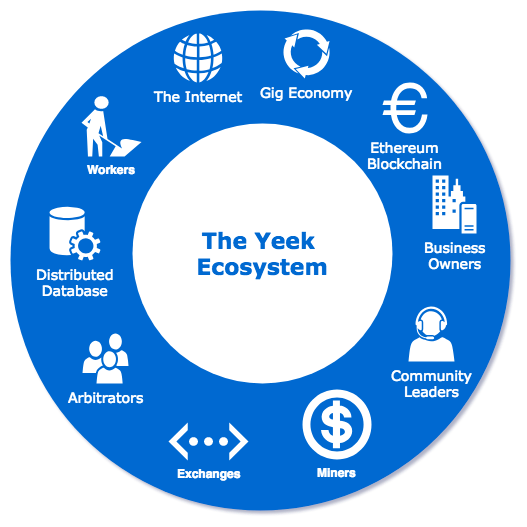 The Internet
Gig Economy
Ethereum
Blockchain
Workers
The Yeek
Ecosystem
Business
Owners
Distributed
Database
Community
Leaders
Arbitrators
Exchanges
Miners